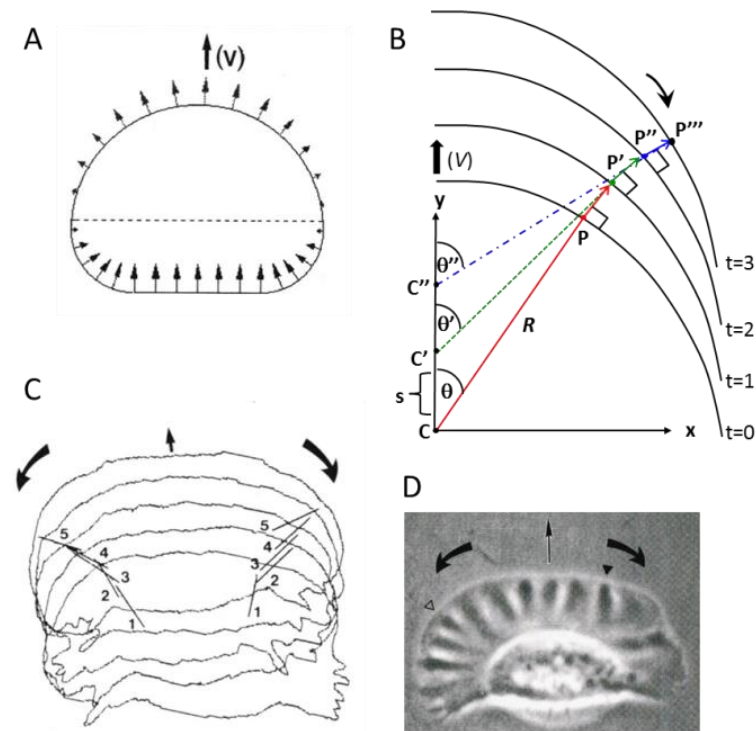 A
(V)
B
P'''
P''
P'
P
(V)
y
t=3
θ''
C''
t=2
R
θ'
C'
t=1
s
θ
C
x
t=0
C
5
4
3
2
1
5
4
3
2
1
D